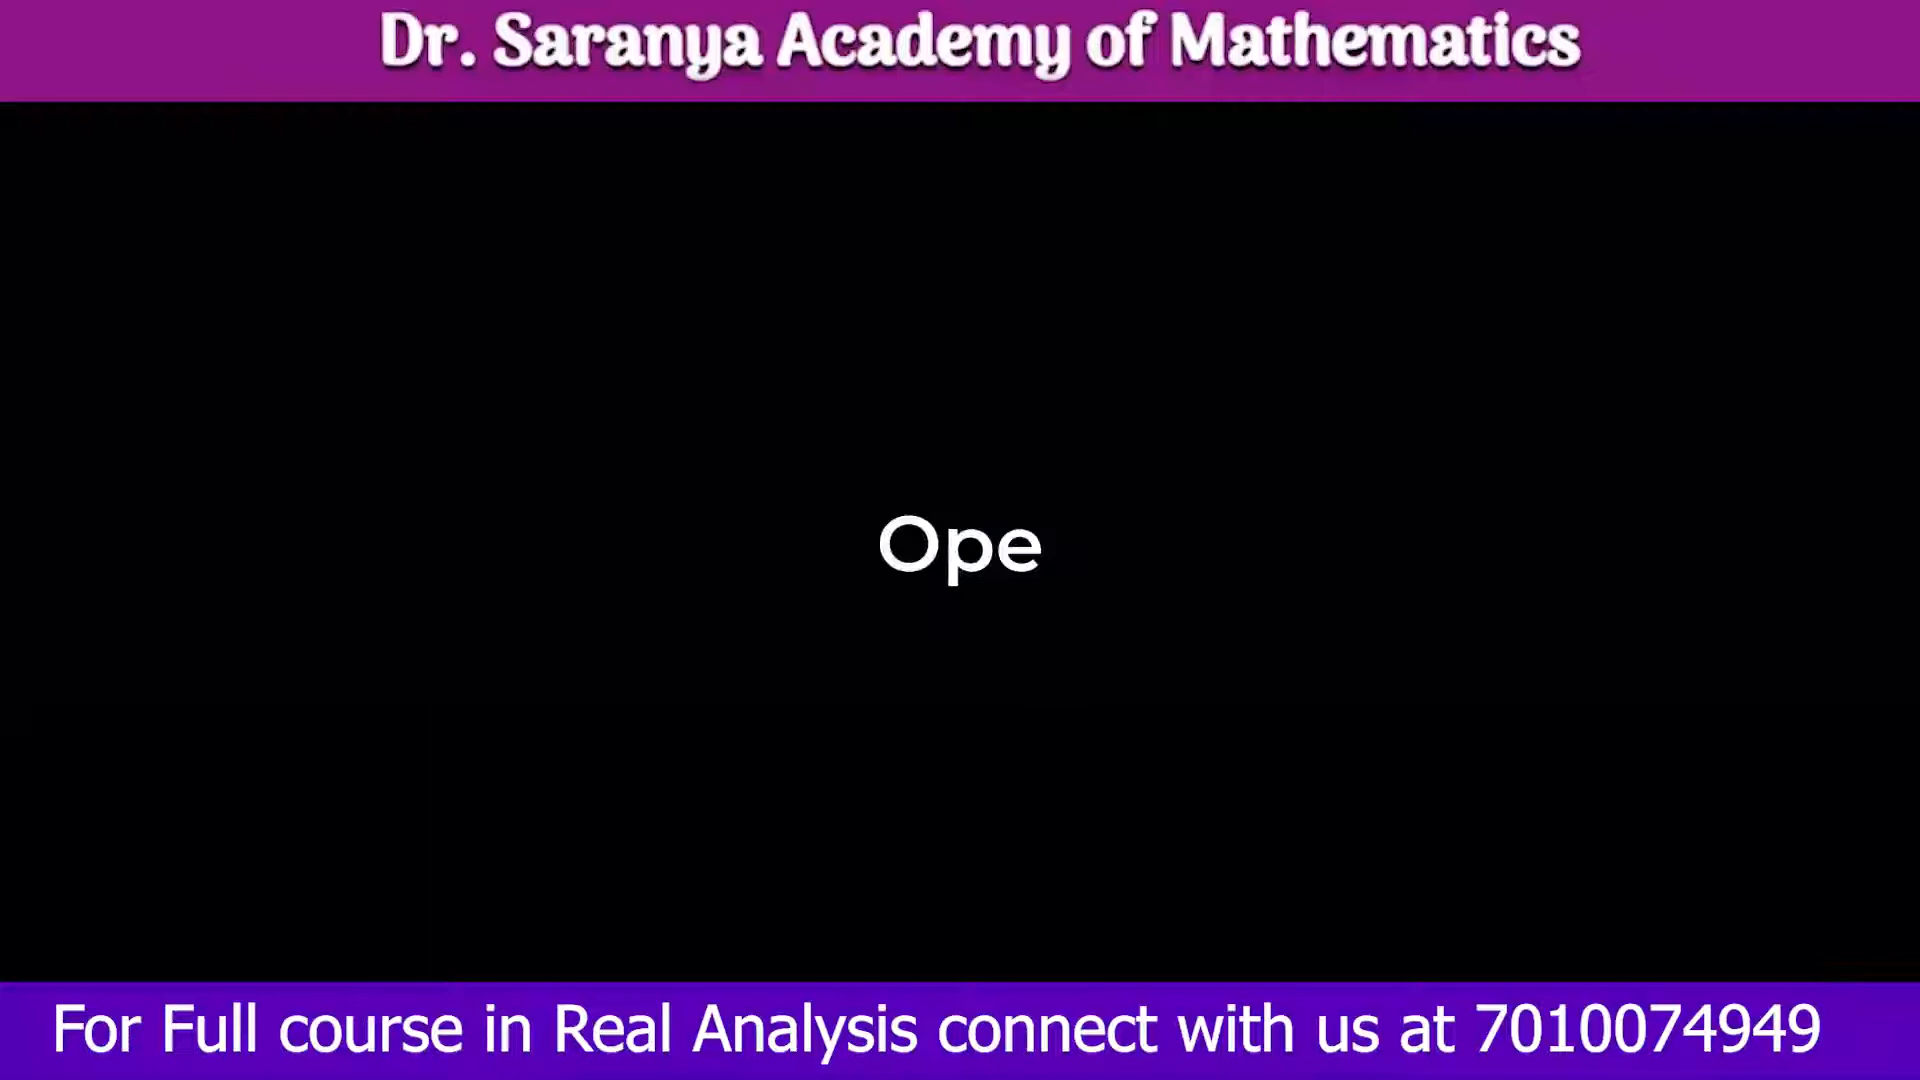 Dr. Saranya Academy of Mathematics
Ope
For Full course in Real Analysis connect with us at 7010074949